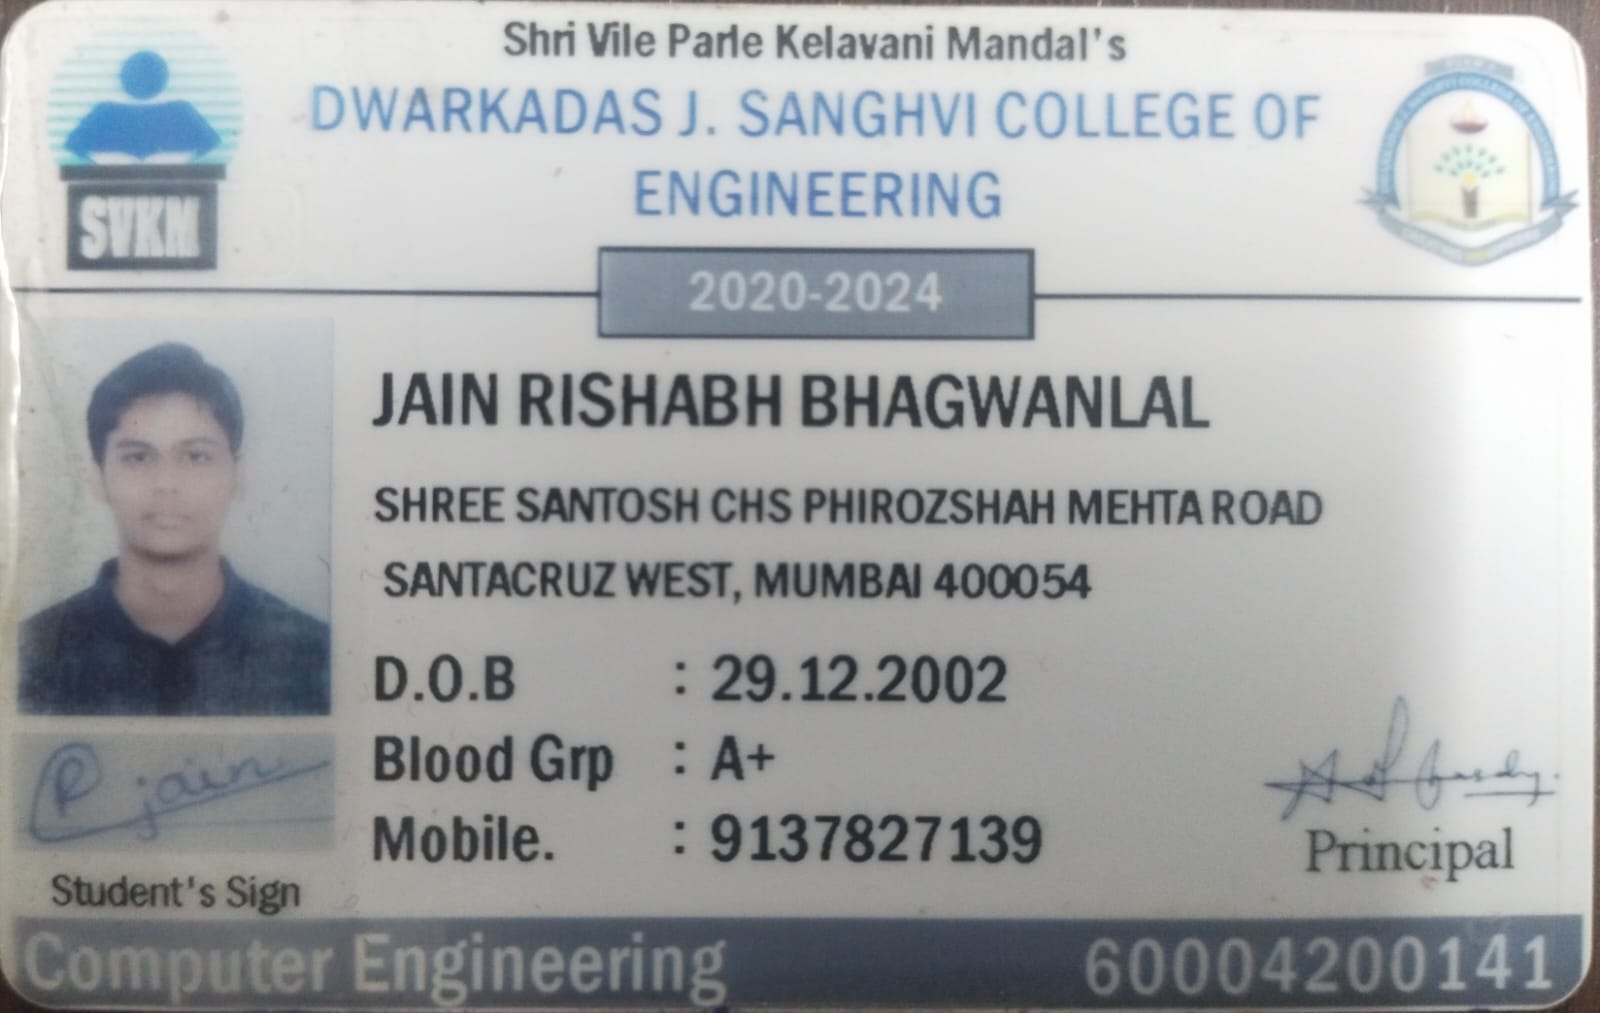 Shri Vile Parle Kelavani Mandal's
DWARKADAS J. SANGHVI COLLEGE OF
ENGINEERING
SVKM
2020-2024
JAIN RISHABH BHAGWANLAL
SHREE SANTOSH CHS PHIROZSHAH MEHTA ROAD
SANTACRUZ WEST, MUMBAI 400054
D.O.B : 29.12.2002
Blood Grp : A+
Mobile. : 9137827139
R jain
Student's Sign
Principal
Computer Engineering 60004200141